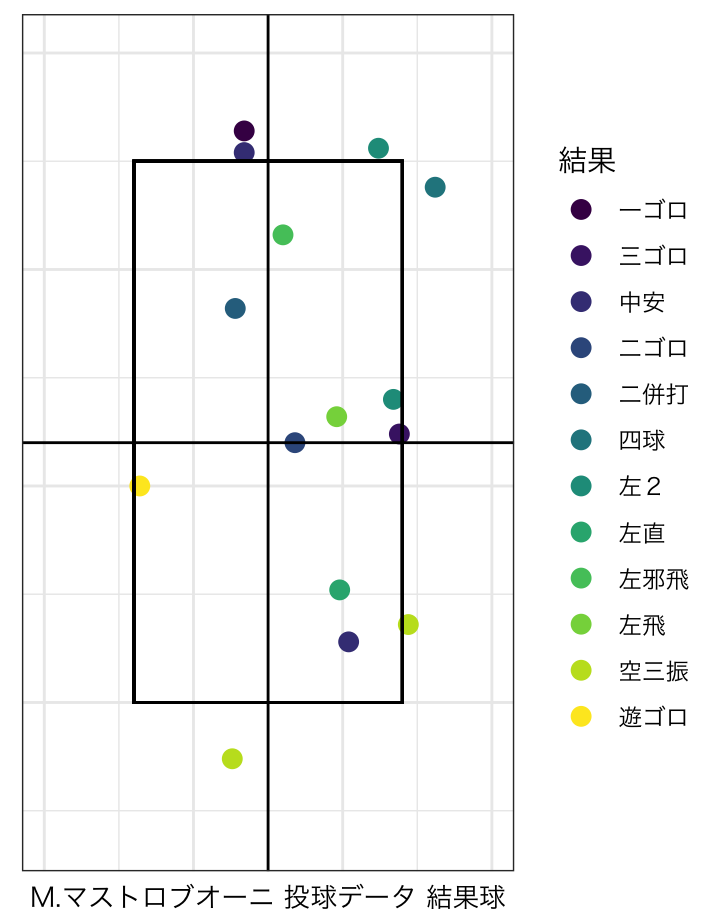 結果
一ゴロ
三ゴロ
中安
二ゴロ
二併打
四球
左２
左直
左邪飛
左飛
空三振
遊ゴロ
M.マストロブオーニ 投球データ 結果球